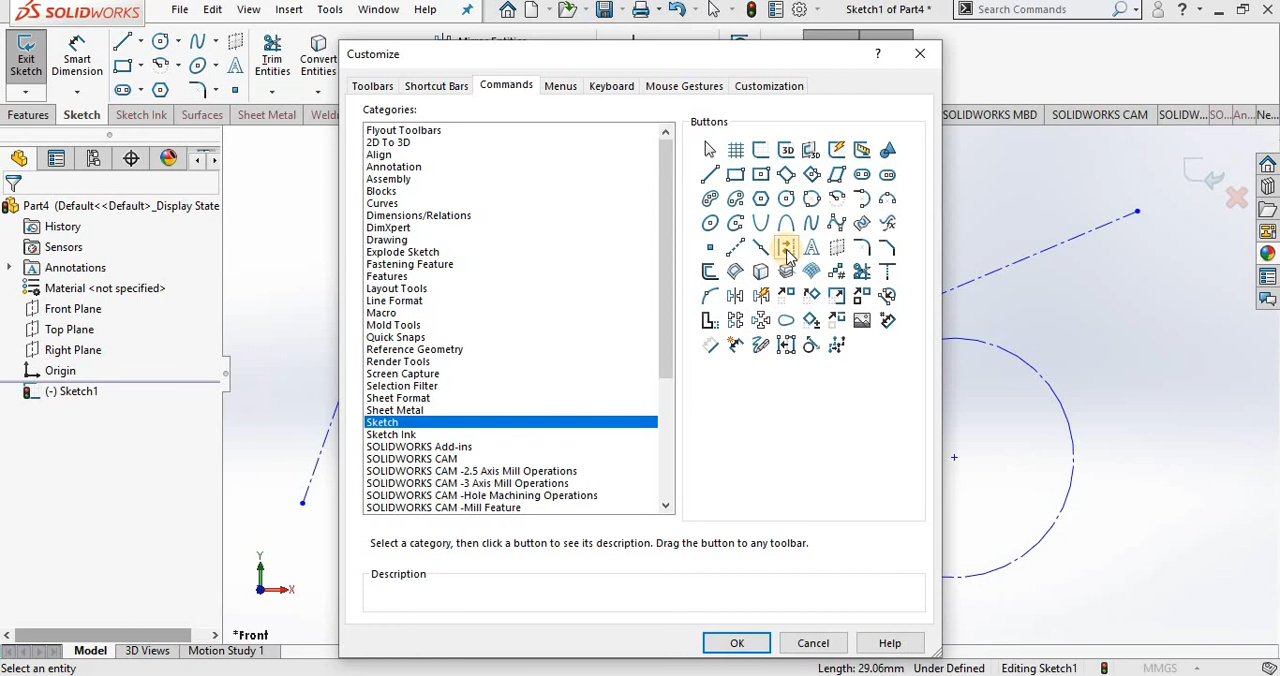 SOLIDWORKS
File
Edit
View
Insert
Tools
Window
Help
Sketch1 of Part4 *
Search Commands
Exit Sketch
Smart Dimension
Trim Entities
Convert Entities
Features
Sketch
Sketch Ink
Surfaces
Sheet Metal
SOLIDWORKS MBD
SOLIDWORKS CAM
SOLIDW...
SO...
An...
Ne...
Part4 (Default<<Default>_Display State
History
Sensors
Annotations
Material <not specified>
Front Plane
Top Plane
Right Plane
Origin
(-) Sketch1
Customize
?
Toolbars
Shortcut Bars
Commands
Menus
Keyboard
Mouse Gestures
Customization
Categories:
Flyout Toolbars
2D To 3D
Align
Annotation
Assembly
Blocks
Curves
Dimensions/Relations
DimXpert
Drawing
Explode Sketch
Fastening Feature
Features
Layout Tools
Line Format
Macro
Mold Tools
Quick Snaps
Reference Geometry
Render Tools
Screen Capture
Selection Filter
Sheet Format
Sheet Metal
Sketch
Sketch Ink
SOLIDWORKS Add-ins
SOLIDWORKS CAM
SOLIDWORKS CAM -2.5 Axis Mill Operations
SOLIDWORKS CAM -3 Axis Mill Operations
SOLIDWORKS CAM -Hole Machining Operations
SOLIDWORKS CAM -Mill Feature
Buttons
3D
Select a category, then click a button to see its description. Drag the button to any toolbar.
Description
OK
Cancel
Help
Y
X
*Front
Model
3D Views
Motion Study 1
Select an entity
Length: 29.06mm
Under Defined
Editing Sketch1
MMGS